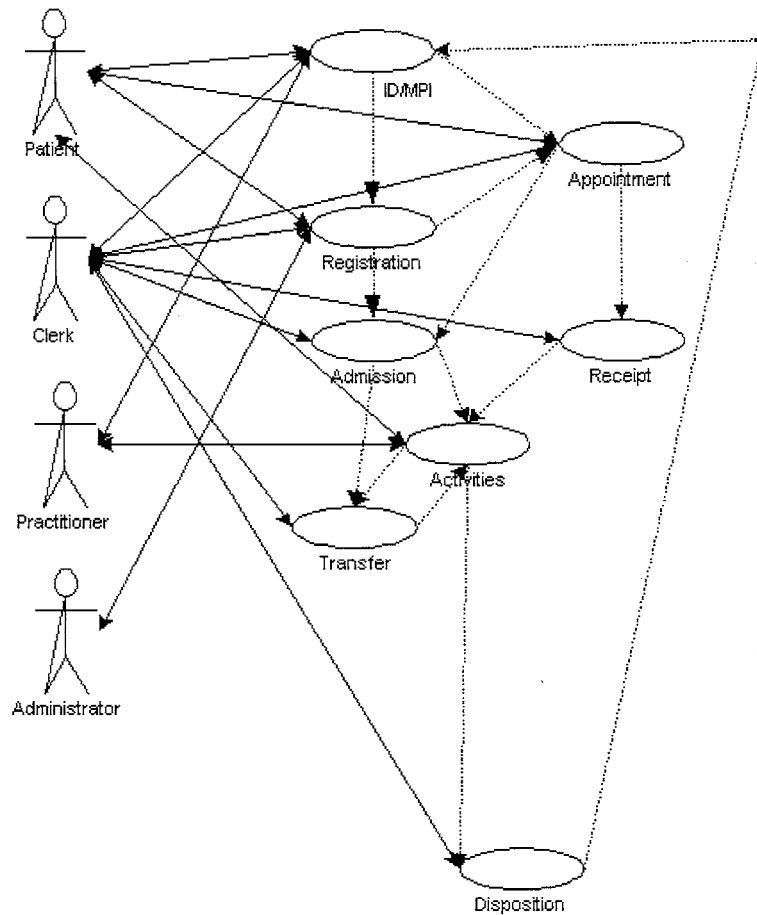 ID/MPI
Patient
Appointment
Registration
Clerk
Admission
Receipt
Activities
Practitioner
Transfer
Administrator
Disposition